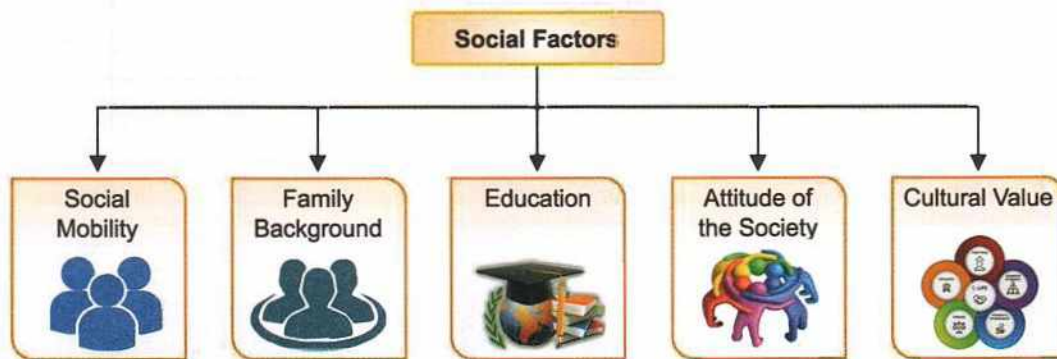 Social Factors
Social
Mobility
Family
Background
Education
Attitude of
the Society
Cultural Value